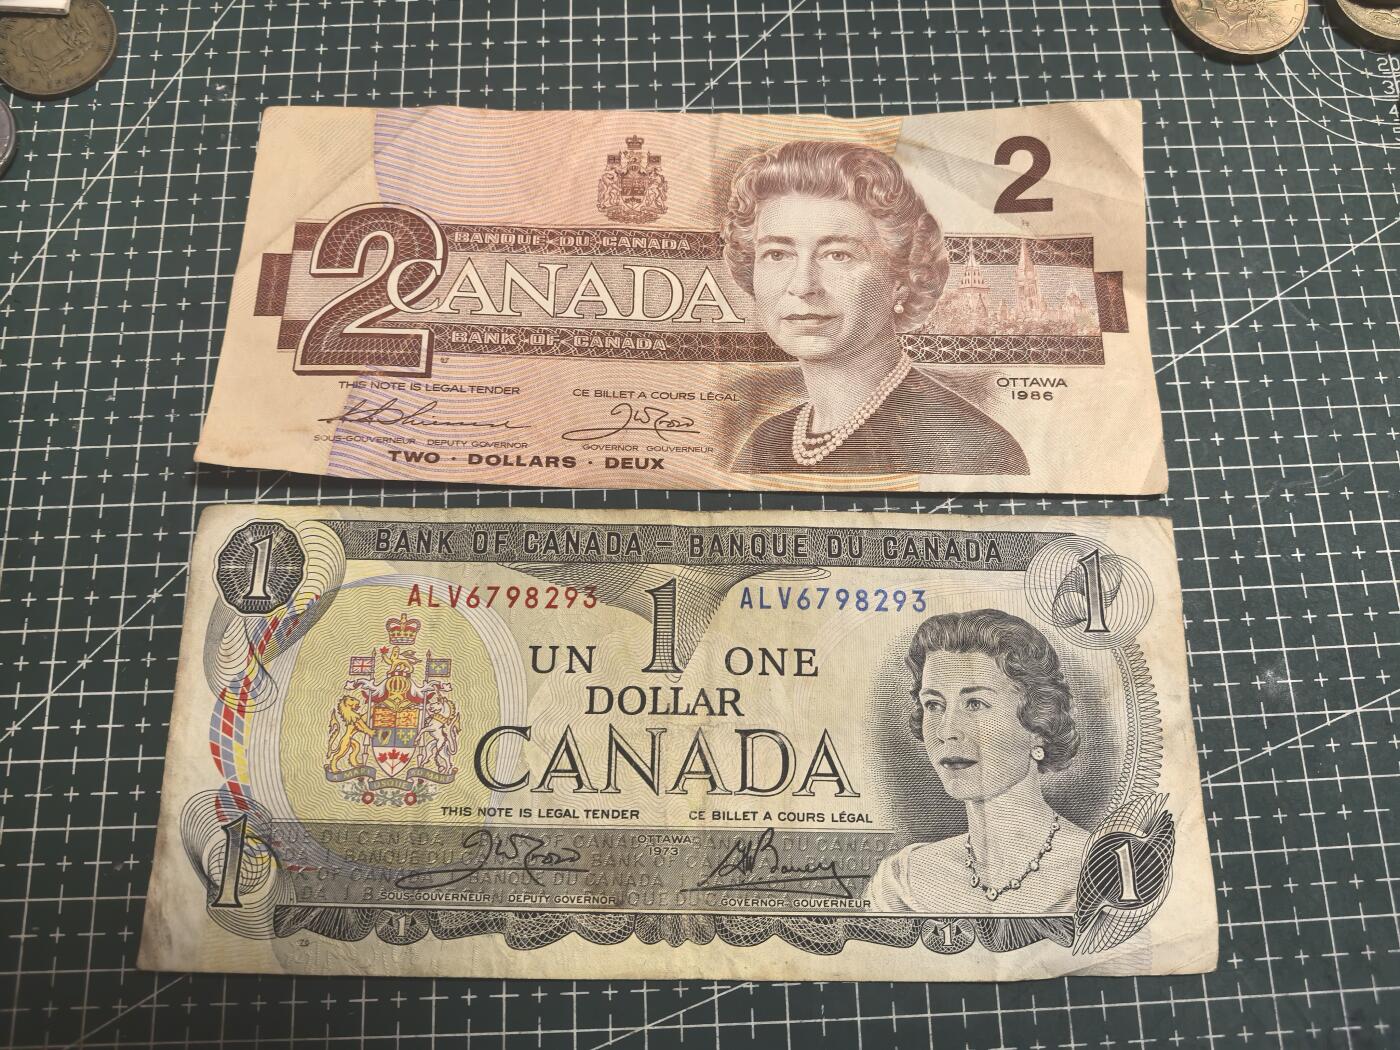 2
BANQUE DU CANADA
2 CANADA
BANK OF CANADA
THIS NOTE IS LEGAL TENDER
CE BILLET A COURS LÉGAL
OTTAWA
1986
SOUS-GOUVERNEUR DEPUTY GOVERNOR
GOVERNOR GOUVERNEUR
TWO · DOLLARS · DEUX
1 BANK OF CANADA – BANQUE DU CANADA 1
ALV6798293 ALV6798293
UN 1 ONE
DOLLAR
CANADA
THIS NOTE IS LEGAL TENDER CE BILLET A COURS LÉGAL
OTTAWA
1973
SOUS-GOUVERNEUR DEPUTY GOVERNOR
GOVERNOR-GOUVERNEUR
1 1
1 1